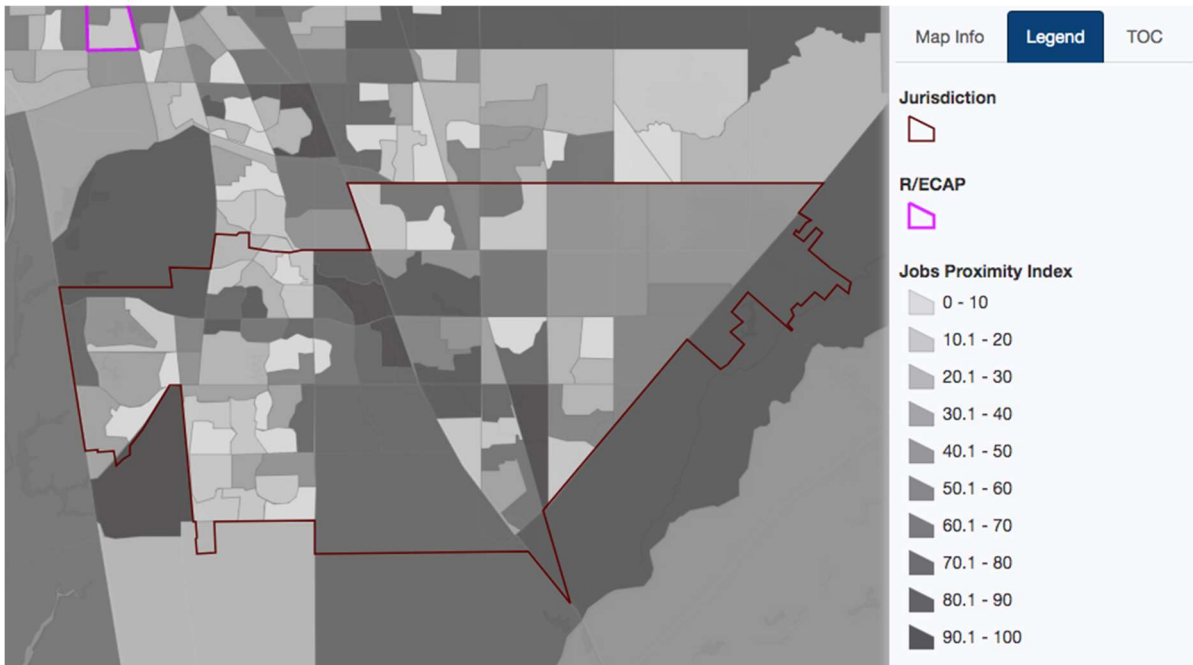 Map Info
Legend
TOC
Jurisdiction
R/ECAP
Jobs Proximity Index
0 - 10
10.1 - 20
20.1 - 30
30.1 - 40
40.1 - 50
50.1 - 60
60.1 - 70
70.1 - 80
80.1 - 90
90.1 - 100